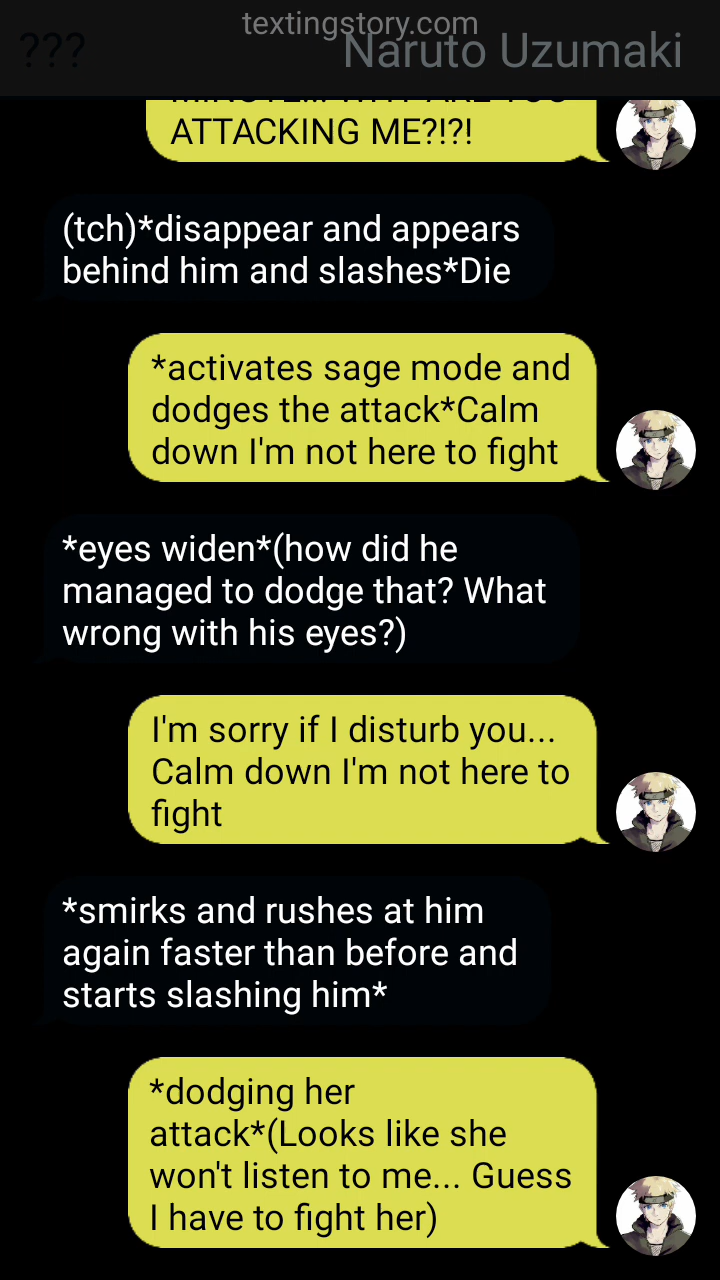 textingstory.com
???
Naruto Uzumaki
ATTACKING ME?!?!
(tch)*disappear and appears
behind him and slashes*Die
*activates sage mode and
dodges the attack*Calm
down I'm not here to fight
*eyes widen*(how did he
managed to dodge that? What
wrong with his eyes?)
I'm sorry if I disturb you...
Calm down I'm not here to
fight
*smirks and rushes at him
again faster than before and
starts slashing him*
*dodging her
attack*(Looks like she
won't listen to me... Guess
I have to fight her)